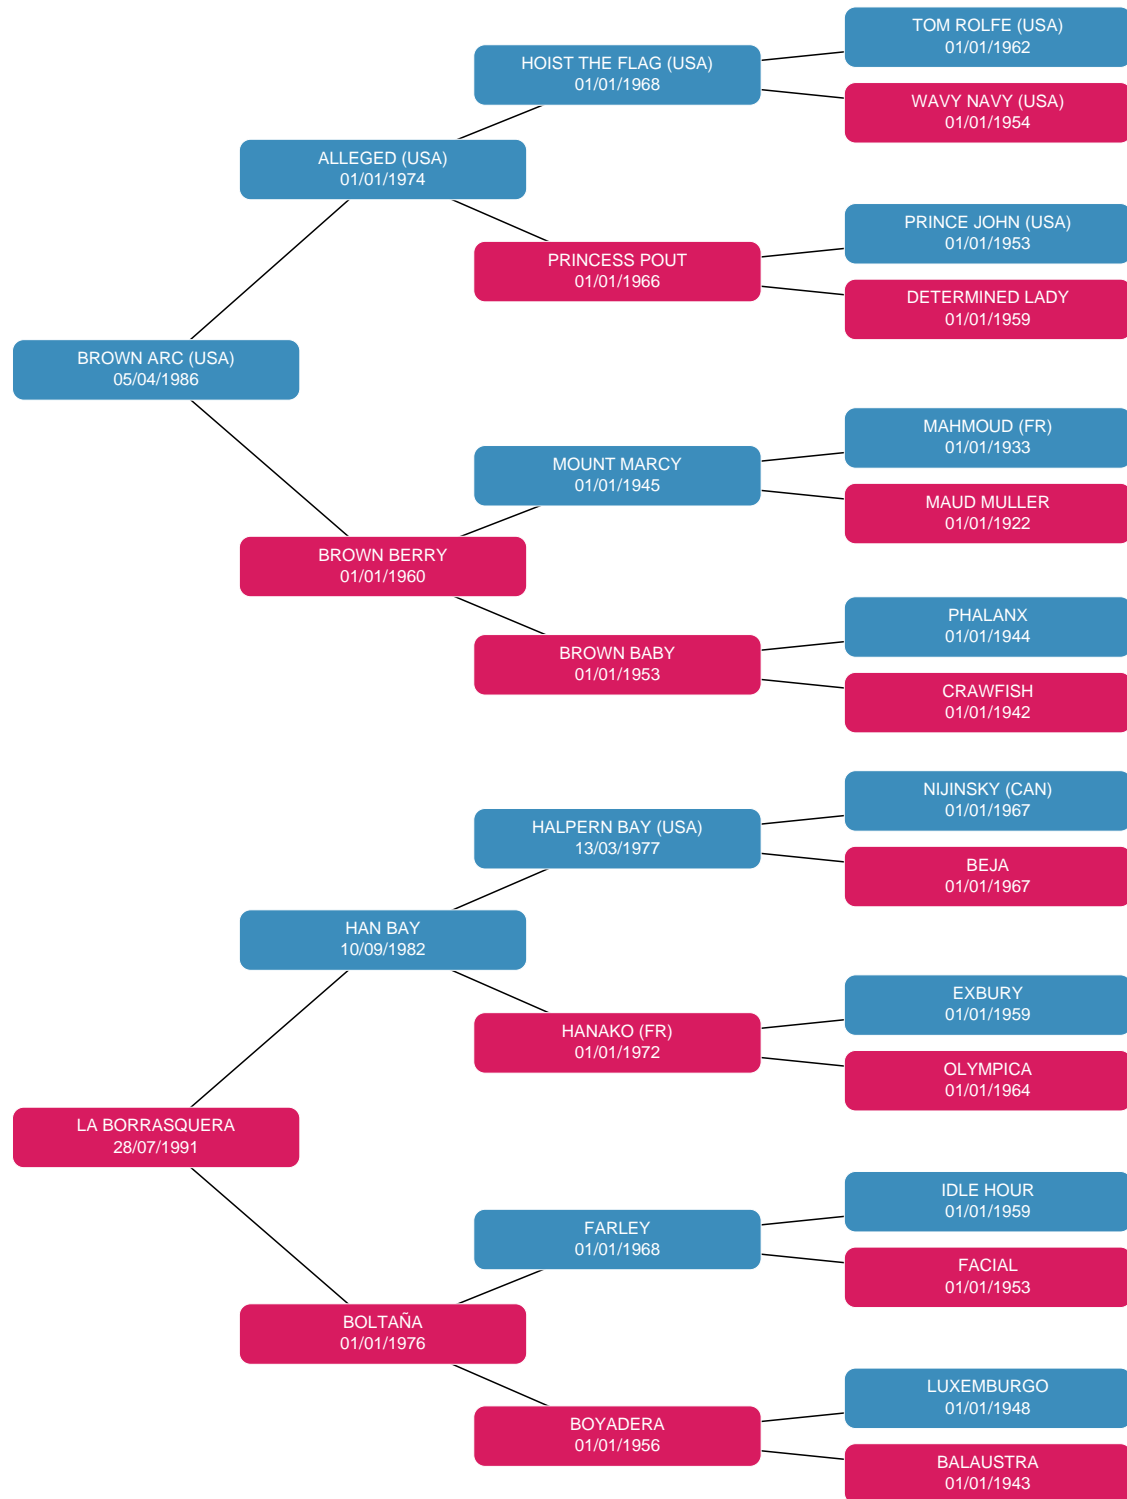 TOM ROLFE (USA)
01/01/1962
HOIST THE FLAG (USA)
01/01/1968
WAVY NAVY (USA)
01/01/1954
ALLEGED (USA)
01/01/1974
PRINCE JOHN (USA)
01/01/1953
PRINCESS POUT
01/01/1966
DETERMINED LADY
01/01/1959
BROWN ARC (USA)
05/04/1986
MAHMOUD (FR)
01/01/1933
MOUNT MARCY
01/01/1945
MAUD MULLER
01/01/1922
BROWN BERRY
01/01/1960
PHALANX
01/01/1944
BROWN BABY
01/01/1953
CRAWFISH
01/01/1942
NIJINSKY (CAN)
01/01/1967
HALPERN BAY (USA)
13/03/1977
BEJA
01/01/1967
HAN BAY
10/09/1982
EXBURY
01/01/1959
HANAKO (FR)
01/01/1972
OLYMPICA
01/01/1964
LA BORRASQUERA
28/07/1991
IDLE HOUR
01/01/1959
FARLEY
01/01/1968
FACIAL
01/01/1953
BOLTAÑA
01/01/1976
LUXEMBURGO
01/01/1948
BOYADERA
01/01/1956
BALAUSTRA
01/01/1943